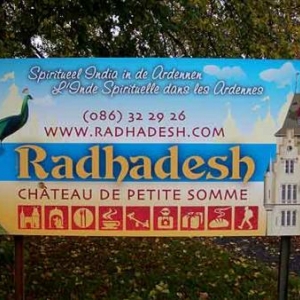 Spiritueel India in de Ardennen
L'Inde Spirituelle dans les Ardennes
(086) 32 29 26
WWW.RADHADESH.COM
Radhadesh
CHÂTEAU DE PETITE SOMME